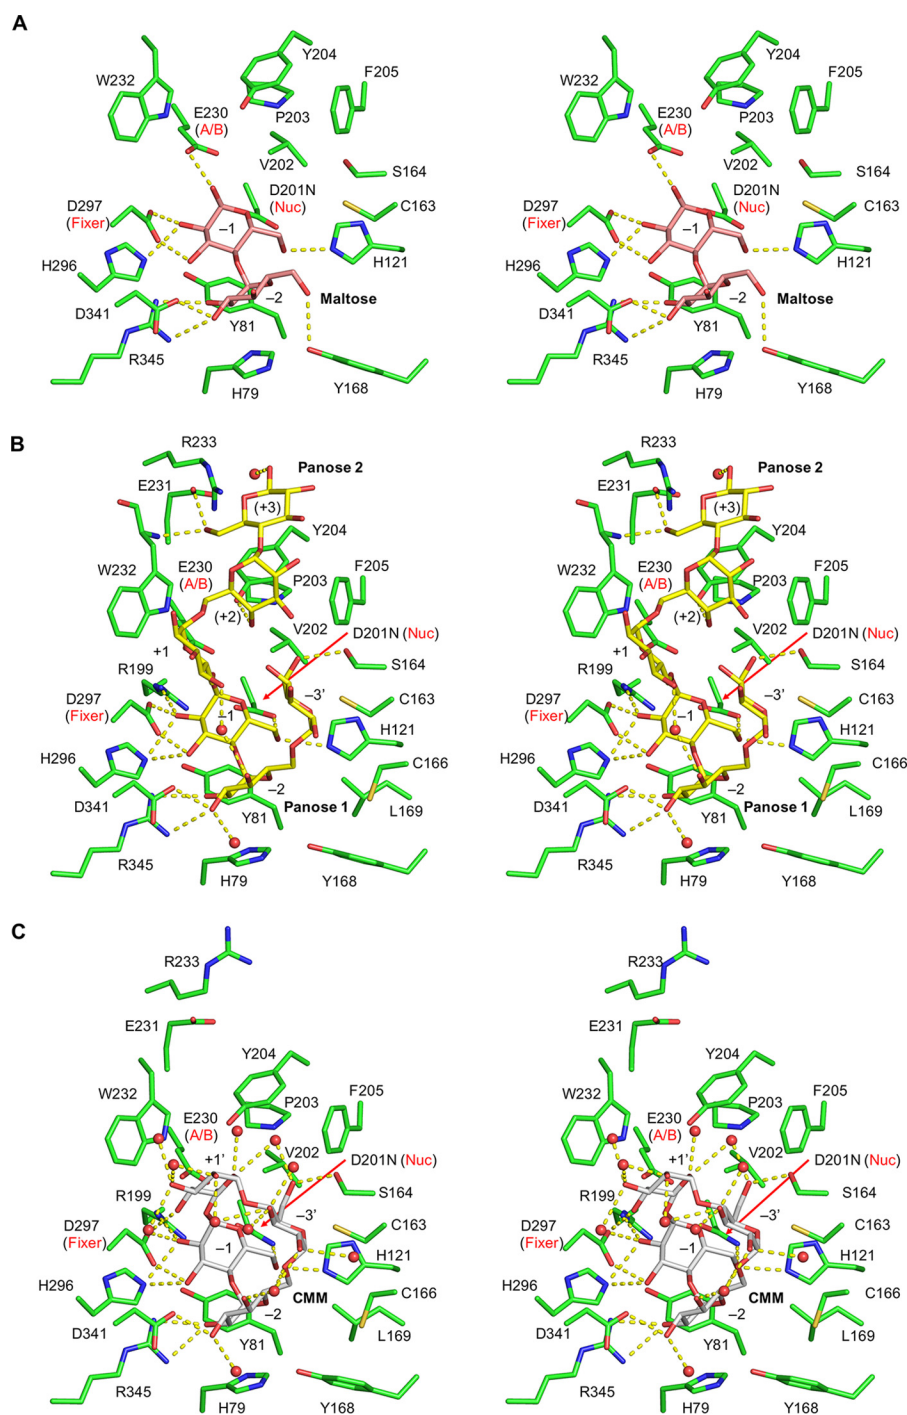 A
Y204
W232
F205
E230
(A/B)
P203
V202
S164
D297
(Fixer)
D201N
(Nuc)
C163
–1
H296
H121
D341
–2
Maltose
Y81
R345
H79
Y168
Y204
W232
F205
E230
(A/B)
P203
V202
S164
D297
(Fixer)
D201N
(Nuc)
C163
–1
H296
H121
D341
–2
Maltose
Y81
R345
H79
Y168
B
R233
Panose 2
E231
(+3)
Y204
W232
E230
(A/B)
F205
P203
(+2)
V202
D201N (Nuc)
+1
R199
S164
D297
(Fixer)
–3’
C163
–1
H121
H296
C166
D341
–2
Panose 1
L169
Y81
R345
H79
Y168
R233
Panose 2
E231
(+3)
Y204
W232
E230
(A/B)
F205
P203
(+2)
V202
D201N (Nuc)
+1
R199
S164
D297
(Fixer)
–3’
C163
–1
H121
H296
C166
D341
–2
Panose 1
L169
Y81
R345
H79
Y168
C
R233
E231
Y204
W232
F205
E230
(A/B)
P203
V202
+1’
D201N (Nuc)
R199
S164
D297
(Fixer)
–3’
C163
–1
H121
H296
CMM
C166
D341
–2
L169
Y81
R345
H79
Y168
R233
E231
Y204
W232
F205
E230
(A/B)
P203
V202
+1’
D201N (Nuc)
R199
S164
D297
(Fixer)
–3’
C163
–1
H121
H296
CMM
C166
D341
–2
L169
Y81
R345
H79
Y168